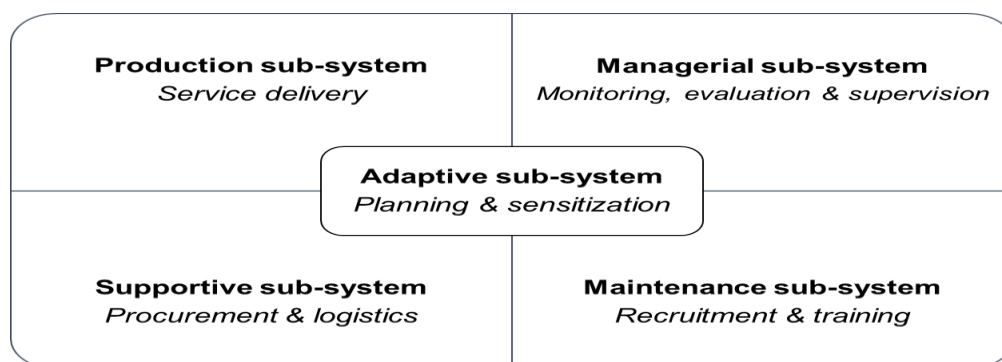 Production sub-system
Service delivery
Managerial sub-system
Monitoring, evaluation & supervision
Adaptive sub-system
Planning & sensitization
Supportive sub-system
Procurement & logistics
Maintenance sub-system
Recruitment & training